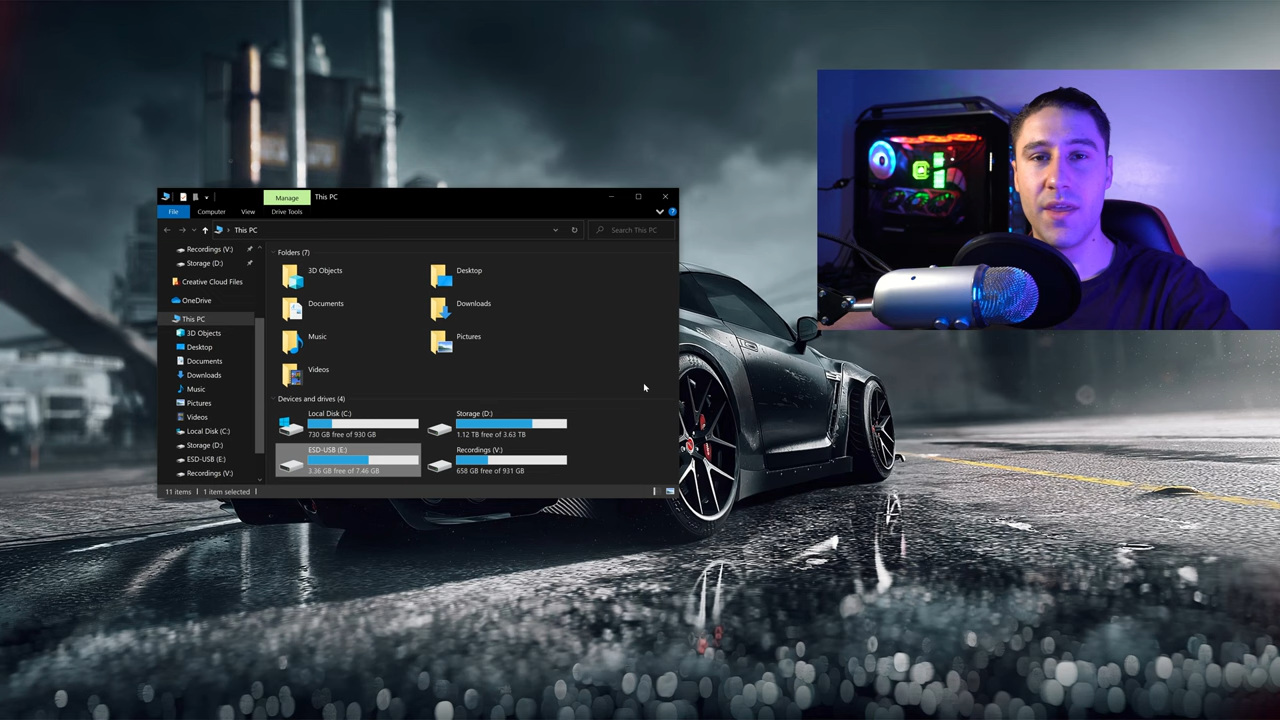 Manage
This PC
File
Computer
View
Drive Tools
This PC
Search This PC
Recordings (V:)
Storage (D:)
Creative Cloud Files
OneDrive
This PC
3D Objects
Desktop
Documents
Downloads
Music
Pictures
Videos
Local Disk (C:)
Storage (D:)
ESD-USB (E:)
Recordings (V:)
Folders (7)
3D Objects
Desktop
Documents
Downloads
Music
Pictures
Videos
Devices and drives (4)
Local Disk (C:)
730 GB free of 930 GB
Storage (D:)
1.12 TB free of 3.63 TB
ESD-USB (E:)
3.36 GB free of 7.46 GB
Recordings (V:)
658 GB free of 931 GB
11 items
1 item selected